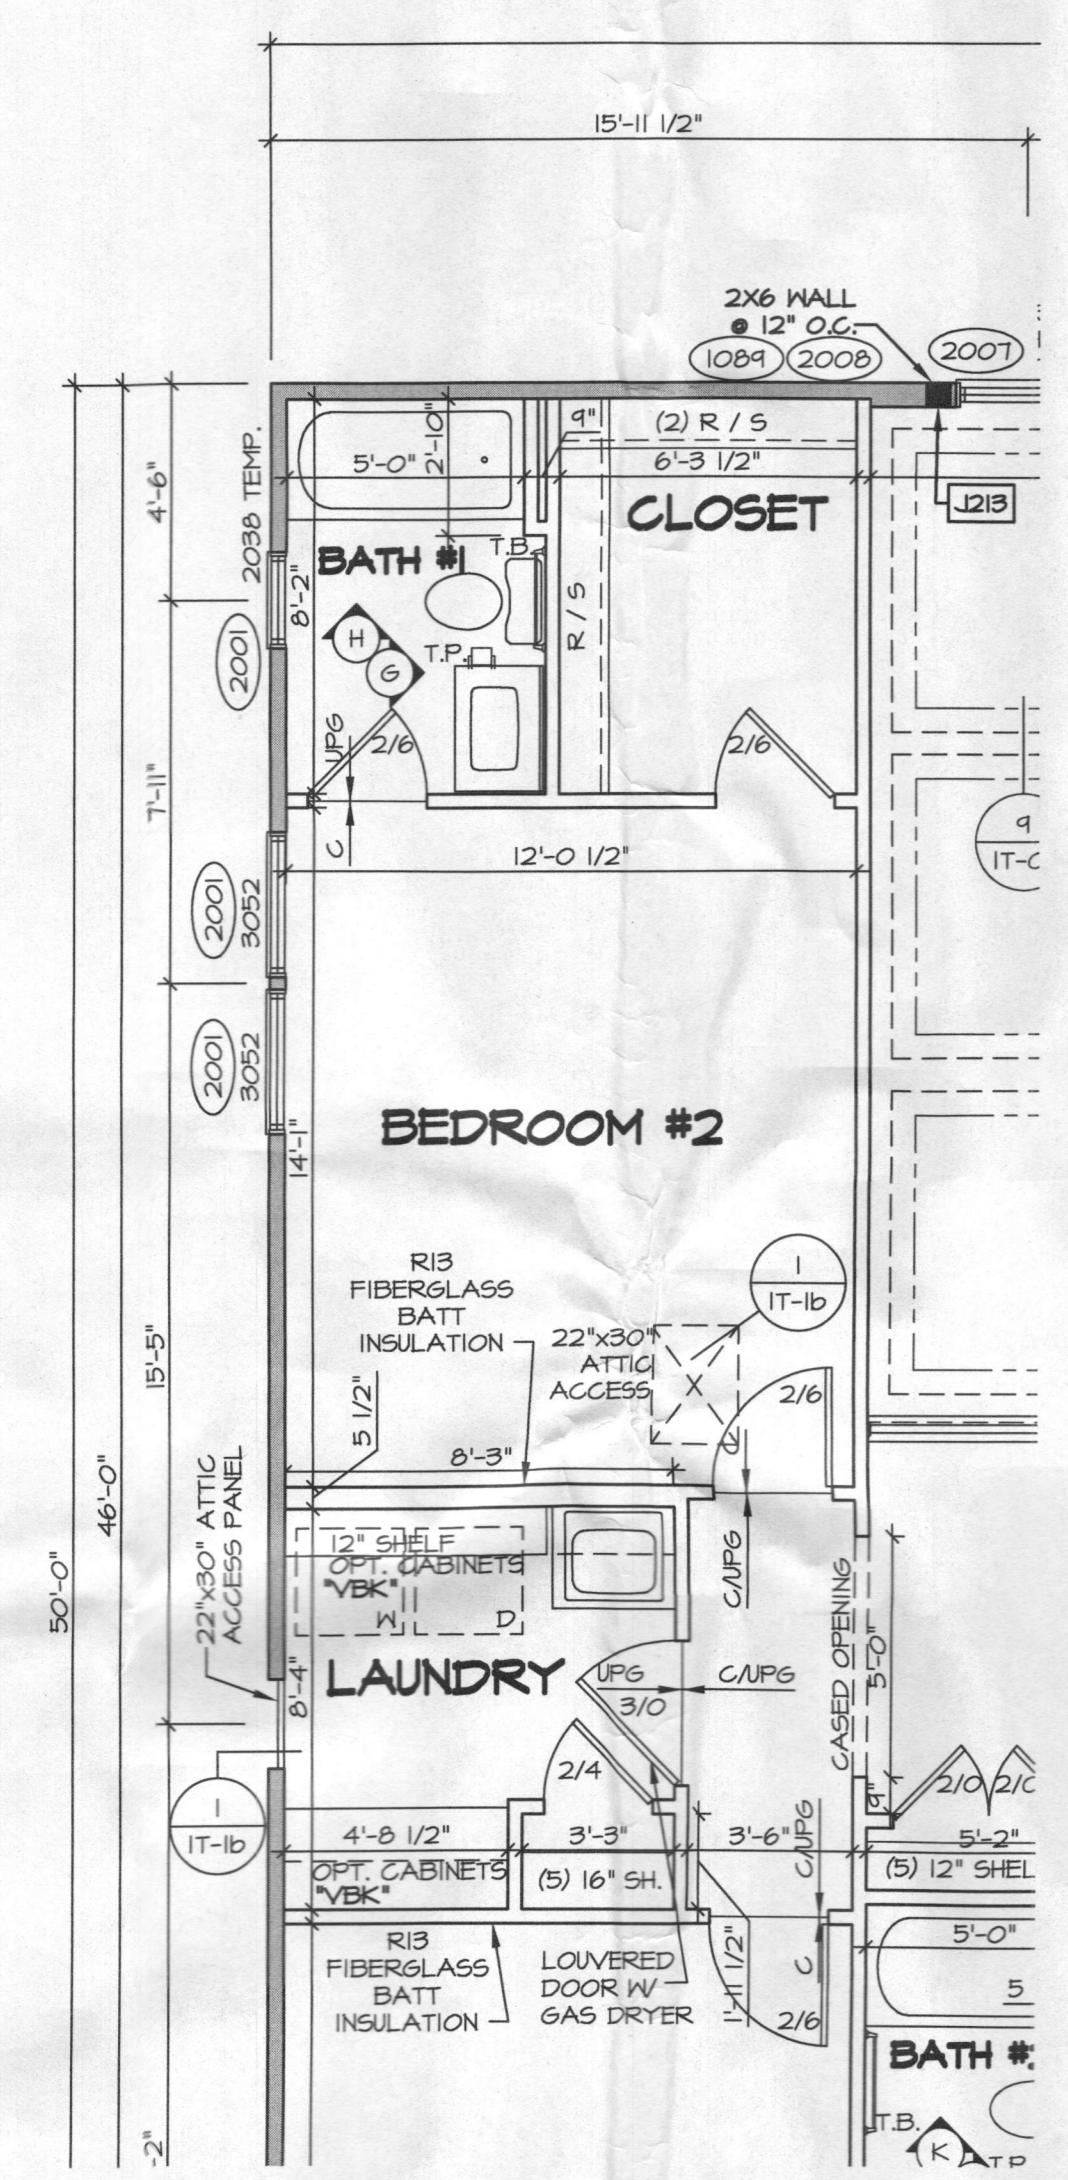 15'-11 1/2"
2X6 WALL
@ 12" O.C.
1089
2008
2007
9"
(2) R / S
5'-0"
2'-10"
6'-3 1/2"
CLOSET
J213
4'-6"
2038 TEMP.
BATH #1
T.B.
8'-2"
R / S
2001
H
G
T.P.
UPG
2/6
2/6
7'-11"
C
12'-0 1/2"
9
2001
3052
2001
3052
BEDROOM #2
14'-1"
R13
FIBERGLASS
BATT
INSULATION
1
1T-1b
22"x30"
ATTIC
ACCESS
X
2/6
15'-5"
5 1/2"
8'-3"
46'-0"
50'-0"
22"x30" ATTIC
ACCESS PANEL
12" SHELF
OPT. CABINETS
"VBK"
W
D
C/UPG
CASED OPENING
5'-0"
LAUNDRY
8'-4"
UPG
C/UPG
3/0
2/4
2/0
9"
1
1T-1b
4'-8 1/2"
3'-3"
3'-6"
C/UPG
5'-2"
OPT. CABINETS
"VBK"
(5) 16" SH.
(5) 12" SHEL
R13
FIBERGLASS
BATT
INSULATION
LOUVERED
DOOR W/
GAS DRYER
1'-11 1/2"
C
2/6
5'-0"
5
BATH #
T.B.
K
-2"